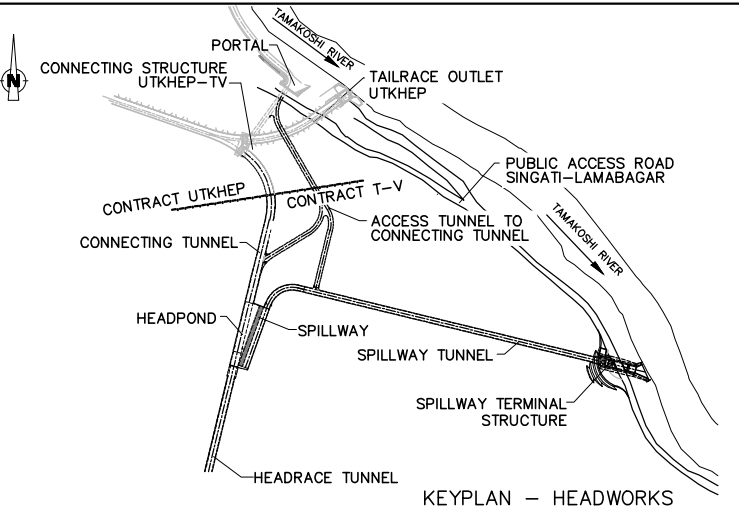 TAMAKOSHI RIVER
PORTAL
N
CONNECTING STRUCTURE
UTKHEP-TV
TAILRACE OUTLET
UTKHEP
PUBLIC ACCESS ROAD
SINGATI-LAMABAGAR
CONTRACT UTKHEP
CONTRACT T-V
TAMAKOSHI RIVER
ACCESS TUNNEL TO
CONNECTING TUNNEL
CONNECTING TUNNEL
HEADPOND
SPILLWAY
SPILLWAY TUNNEL
SPILLWAY TERMINAL
STRUCTURE
HEADRACE TUNNEL
KEYPLAN – HEADWORKS